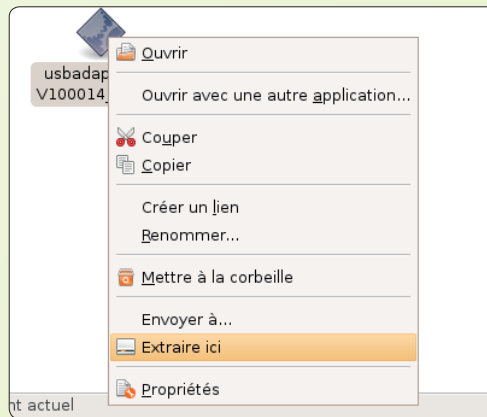 usbadap
V100014_
Ouvrir
Ouvrir avec une autre application...
Couper
Copier
Créer un lien
Renommer...
Mettre à la corbeille
Envoyer à...
Extraire ici
Propriétés
nt actuel